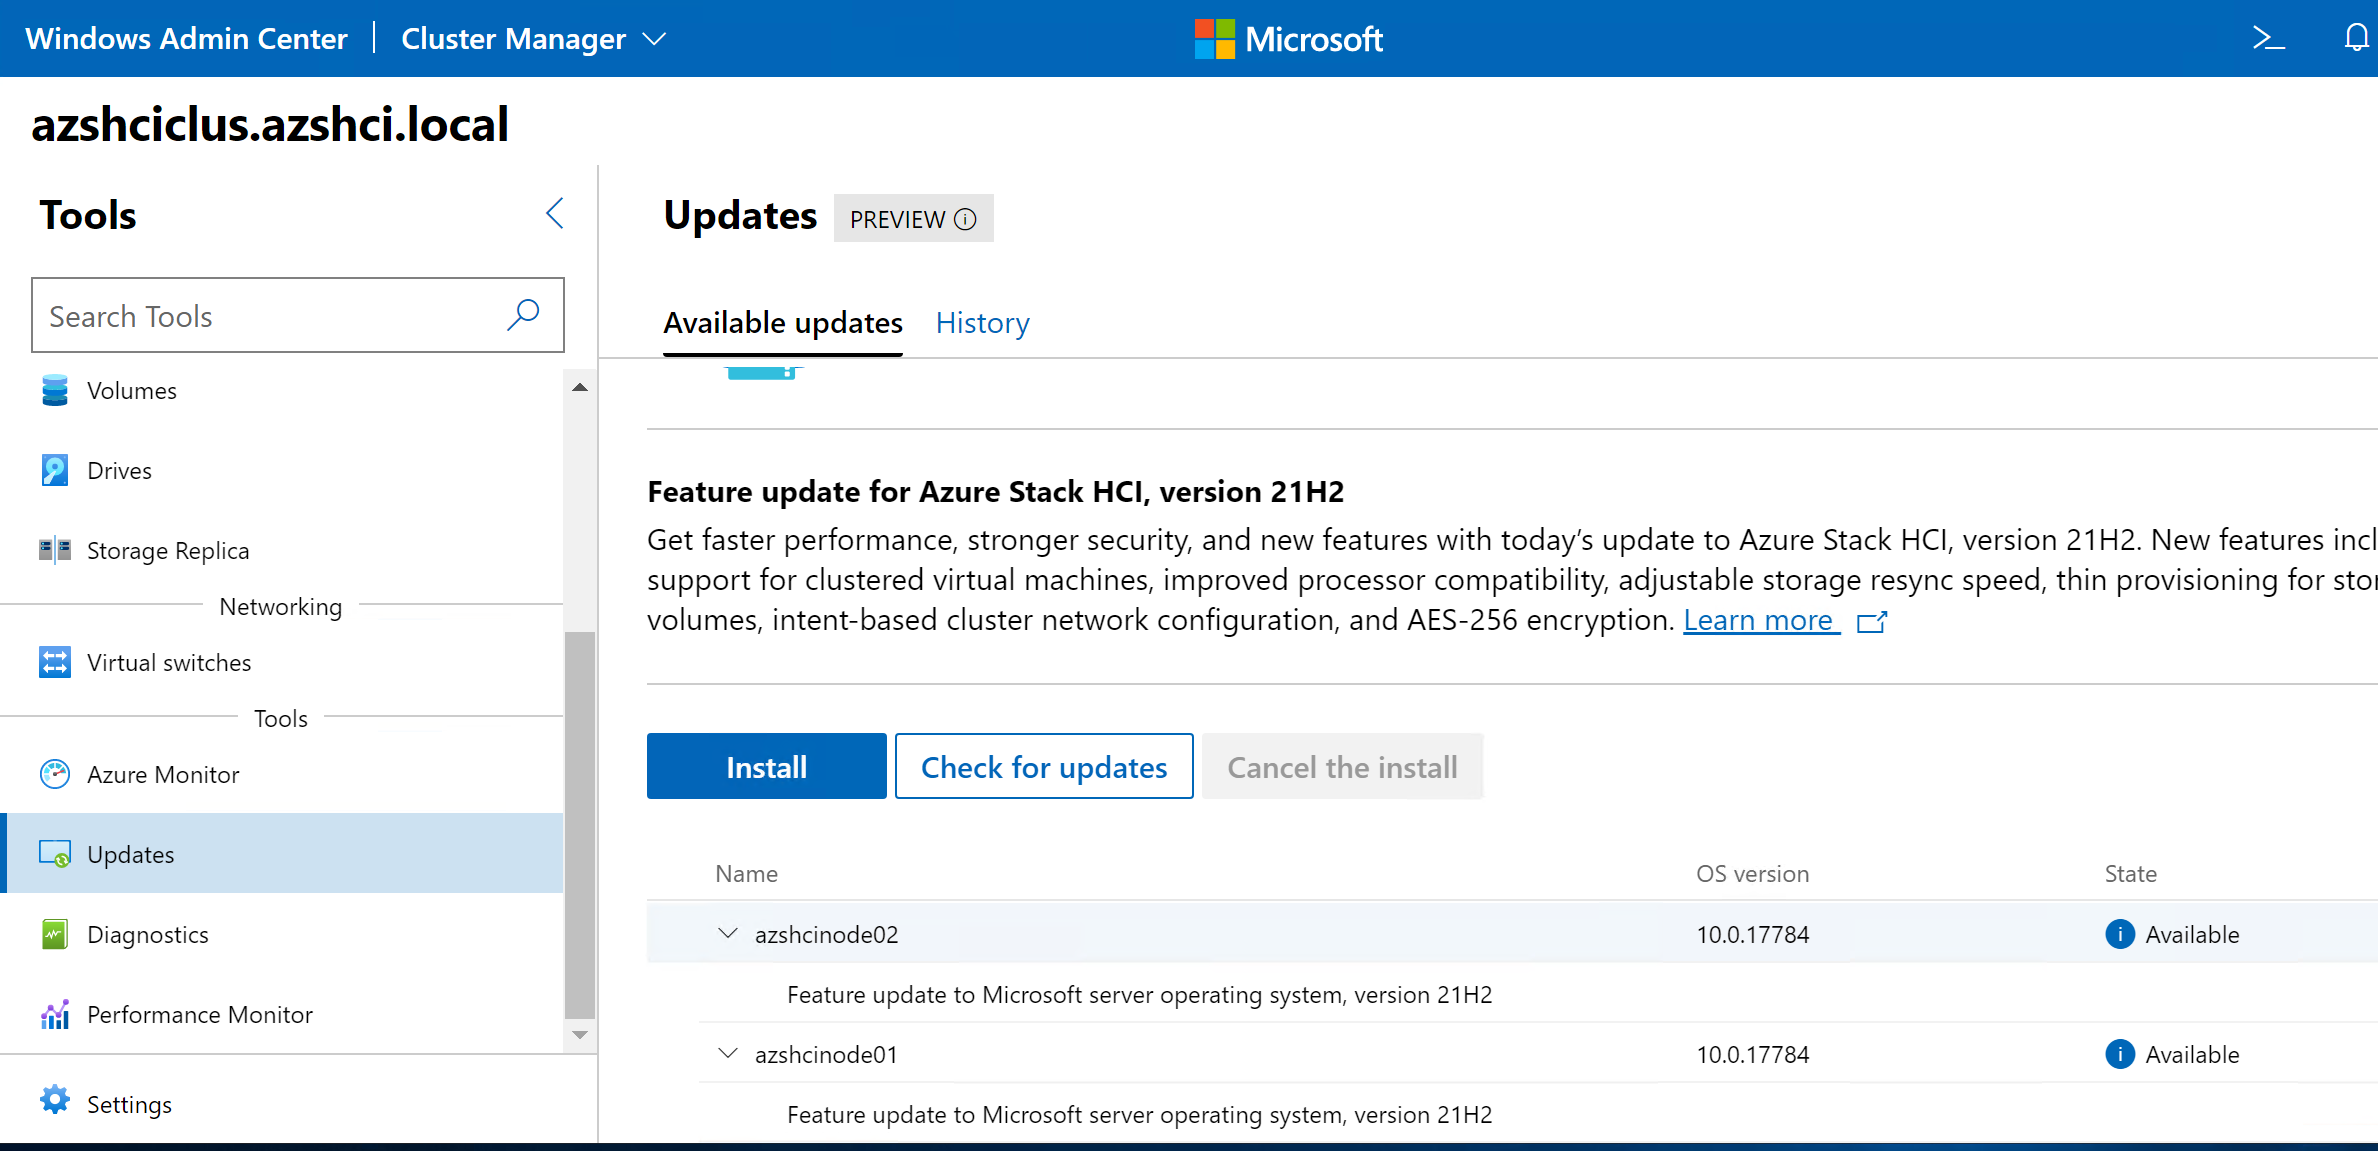 Windows Admin Center | Cluster Manager
Microsoft
azshciclus.azshci.local
Tools
Search Tools
Volumes
Drives
Storage Replica
Networking
Virtual switches
Tools
Azure Monitor
Updates
Diagnostics
Performance Monitor
Settings
Updates PREVIEW
Available updates History
Feature update for Azure Stack HCI, version 21H2
Get faster performance, stronger security, and new features with today’s update to Azure Stack HCI, version 21H2. New features
support for clustered virtual machines, improved processor compatibility, adjustable storage resync speed, thin provisioning for
volumes, intent-based cluster network configuration, and AES-256 encryption. Learn more
Install Check for updates Cancel the install
Name OS version State
azshcinode02 10.0.17784 Available
Feature update to Microsoft server operating system, version 21H2
azshcinode01 10.0.17784 Available
Feature update to Microsoft server operating system, version 21H2